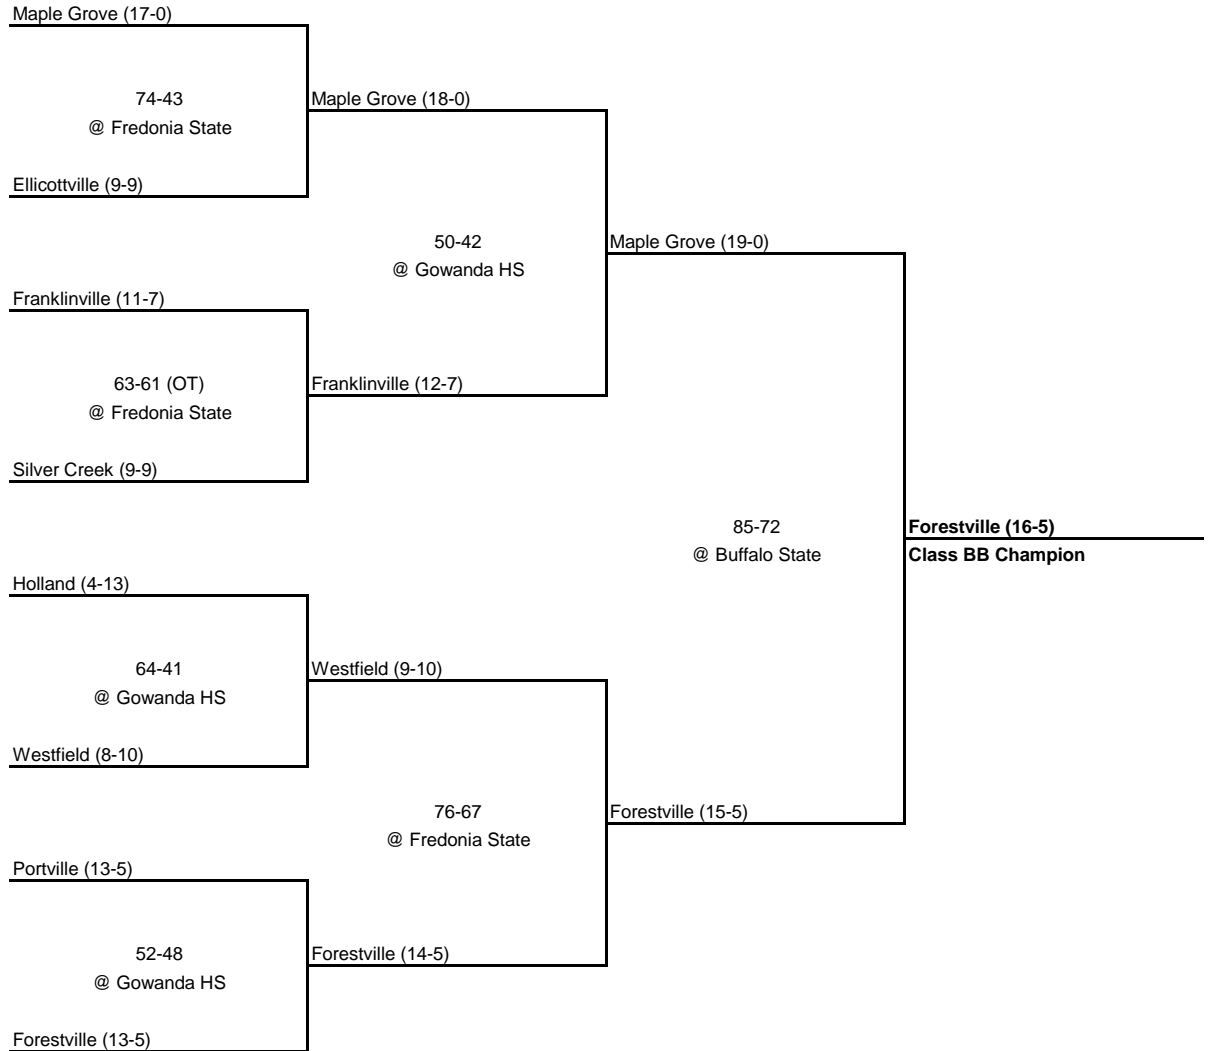 Maple Grove (17-0)
74-43
@ Fredonia State
Maple Grove (18-0)
Ellicottville (9-9)
50-42
@ Gowanda HS
Maple Grove (19-0)
Franklinville (11-7)
63-61 (OT)
@ Fredonia State
Franklinville (12-7)
Silver Creek (9-9)
85-72
@ Buffalo State
Forestville (16-5)
Class BB Champion
Holland (4-13)
64-41
@ Gowanda HS
Westfield (9-10)
Westfield (8-10)
76-67
@ Fredonia State
Forestville (15-5)
Portville (13-5)
52-48
@ Gowanda HS
Forestville (14-5)
Forestville (13-5)